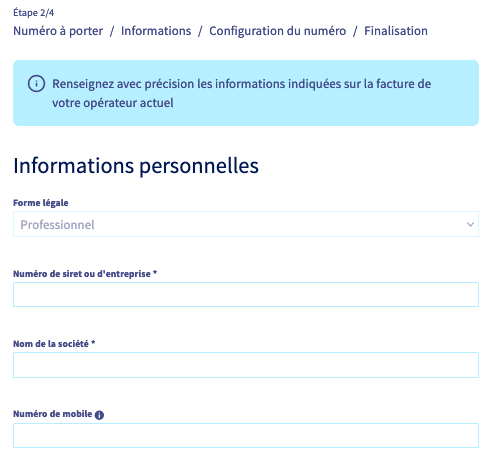 Étape 2/4
Numéro à porter / Informations / Configuration du numéro / Finalisation
Renseignez avec précision les informations indiquées sur la facture de
votre opérateur actuel
Informations personnelles
Forme légale
Professionnel
Numéro de siret ou d'entreprise *
Nom de la société *
Numéro de mobile